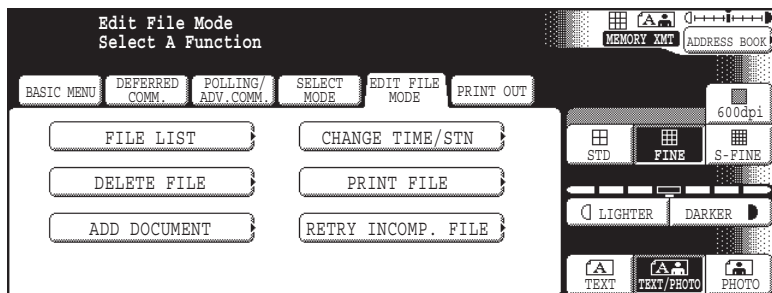 Edit File Mode
Select A Function
MEMORY XMT
ADDRESS BOOK
BASIC MENU
DEFERRED COMM.
POLLING/ ADV.COMM.
SELECT MODE
EDIT FILE MODE
PRINT OUT
600dpi
FILE LIST
CHANGE TIME/STN
STD
FINE
S-FINE
DELETE FILE
PRINT FILE
LIGHTER
DARKER
ADD DOCUMENT
RETRY INCOMP. FILE
A
TEXT
A
TEXT/PHOTO
PHOTO